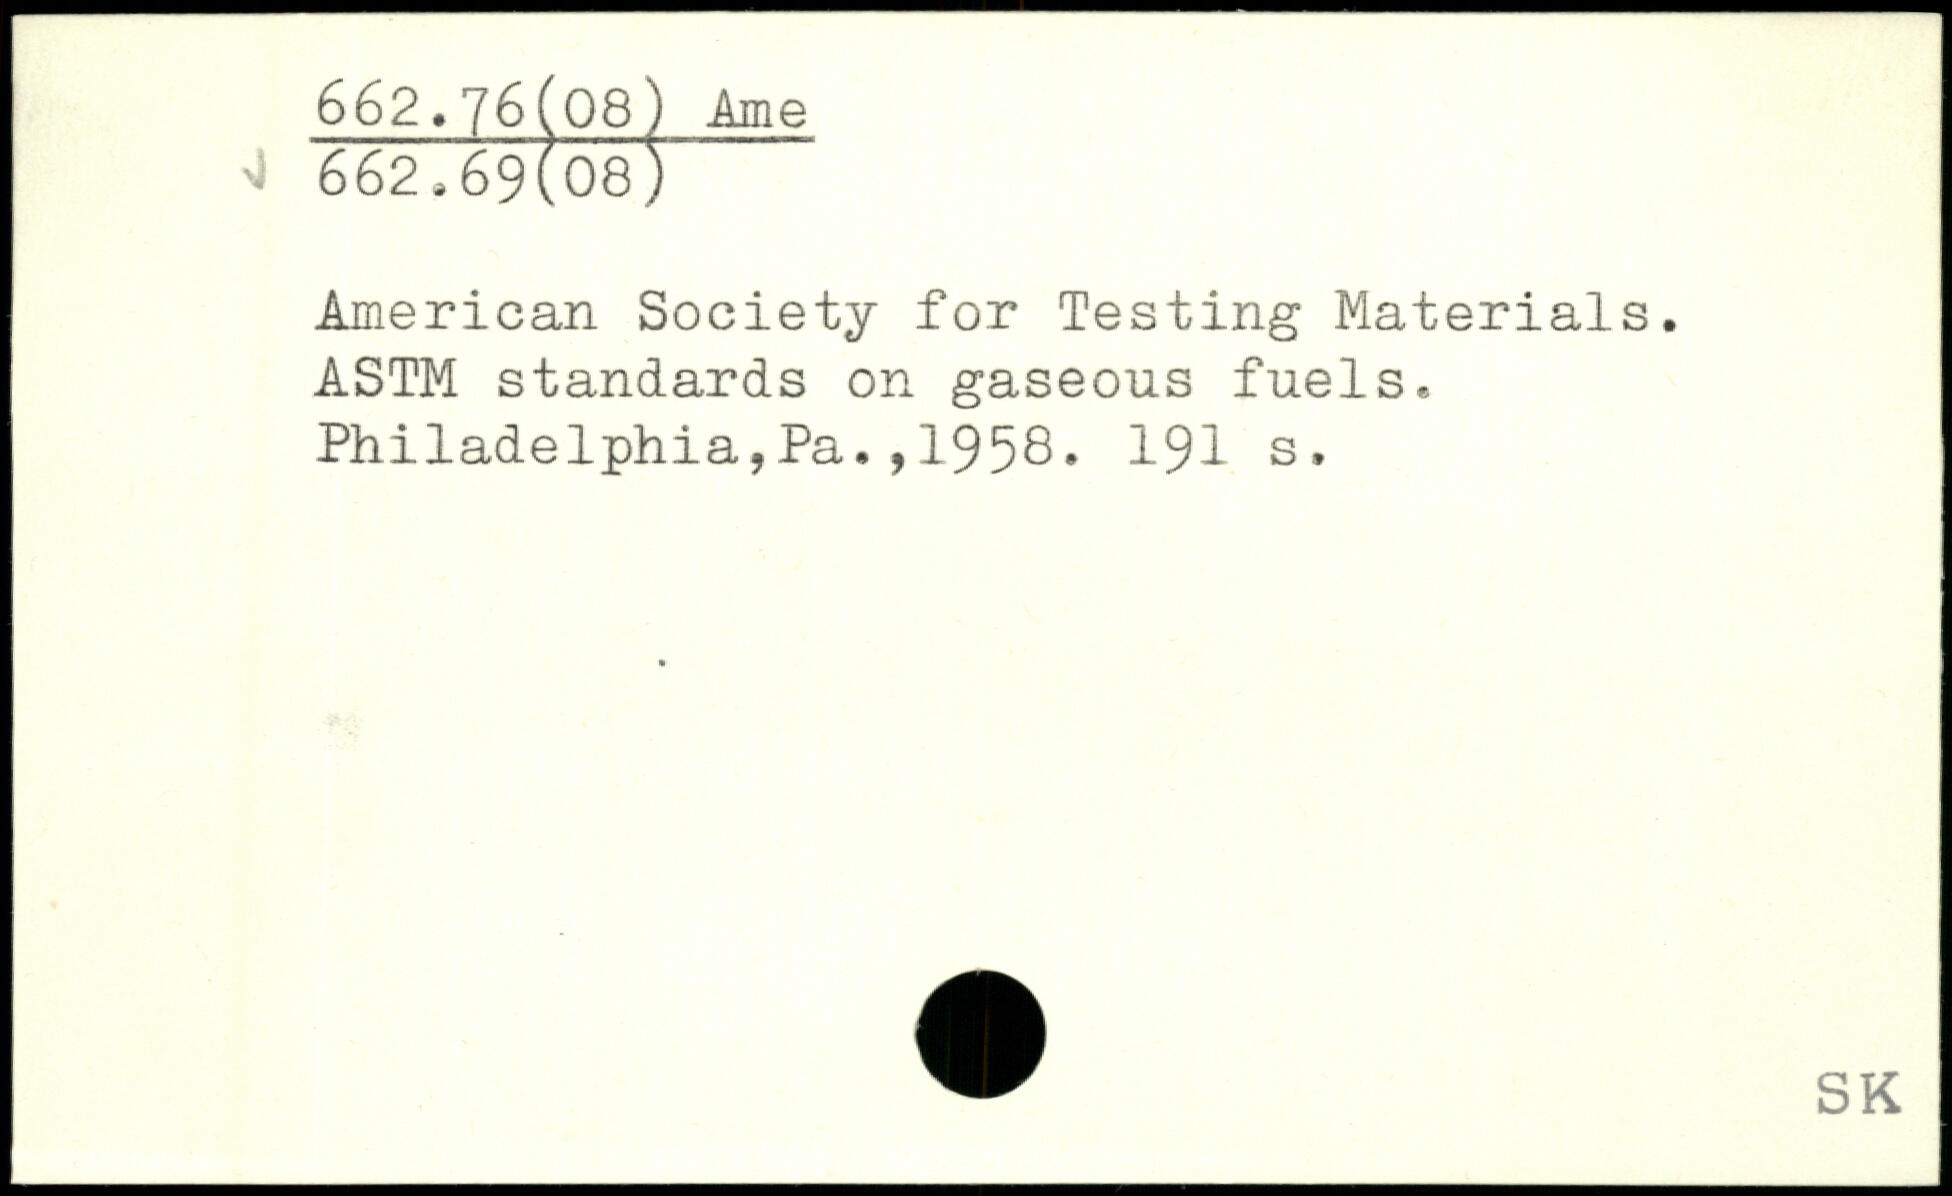 662.76(08) Ame
662.69(08)
American Society for Testing Materials.
ASTM standards on gaseous fuels.
Philadelphia,Pa.,1958. 191 s.
SK